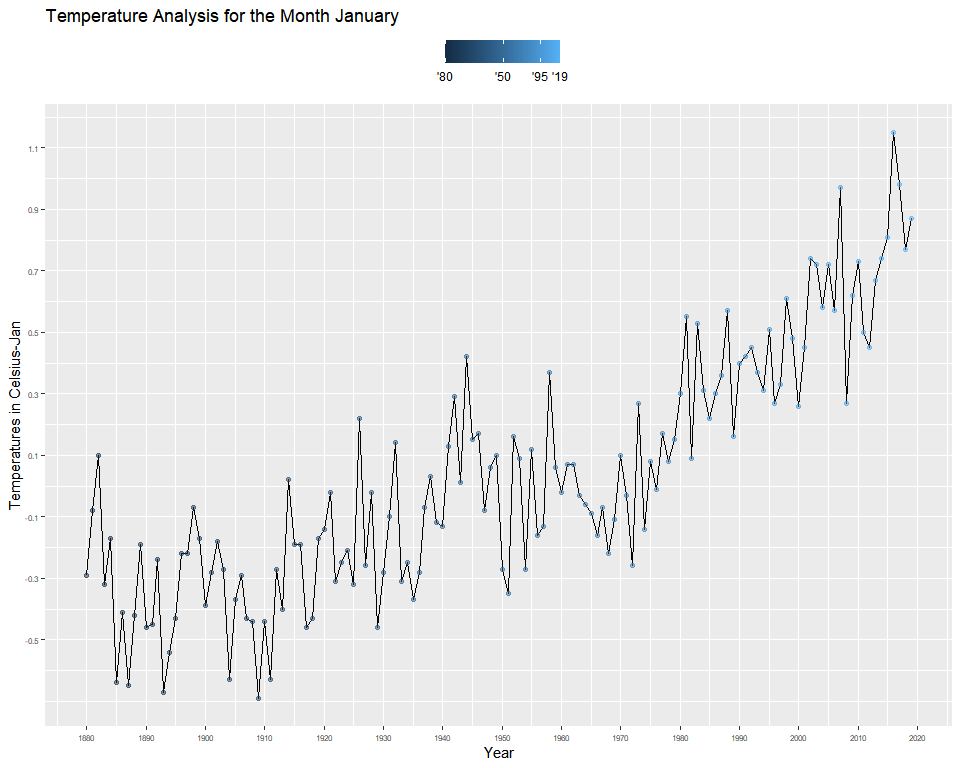 Temperature Analysis for the Month January
'80 '50 '95 '19
1.1
0.9
0.7
0.5
0.3
0.1
-0.1
-0.3
-0.5
Temperatures in Celsius-Jan
1880 1890 1900 1910 1920 1930 1940 1950 1960 1970 1980 1990 2000 2010 2020
Year